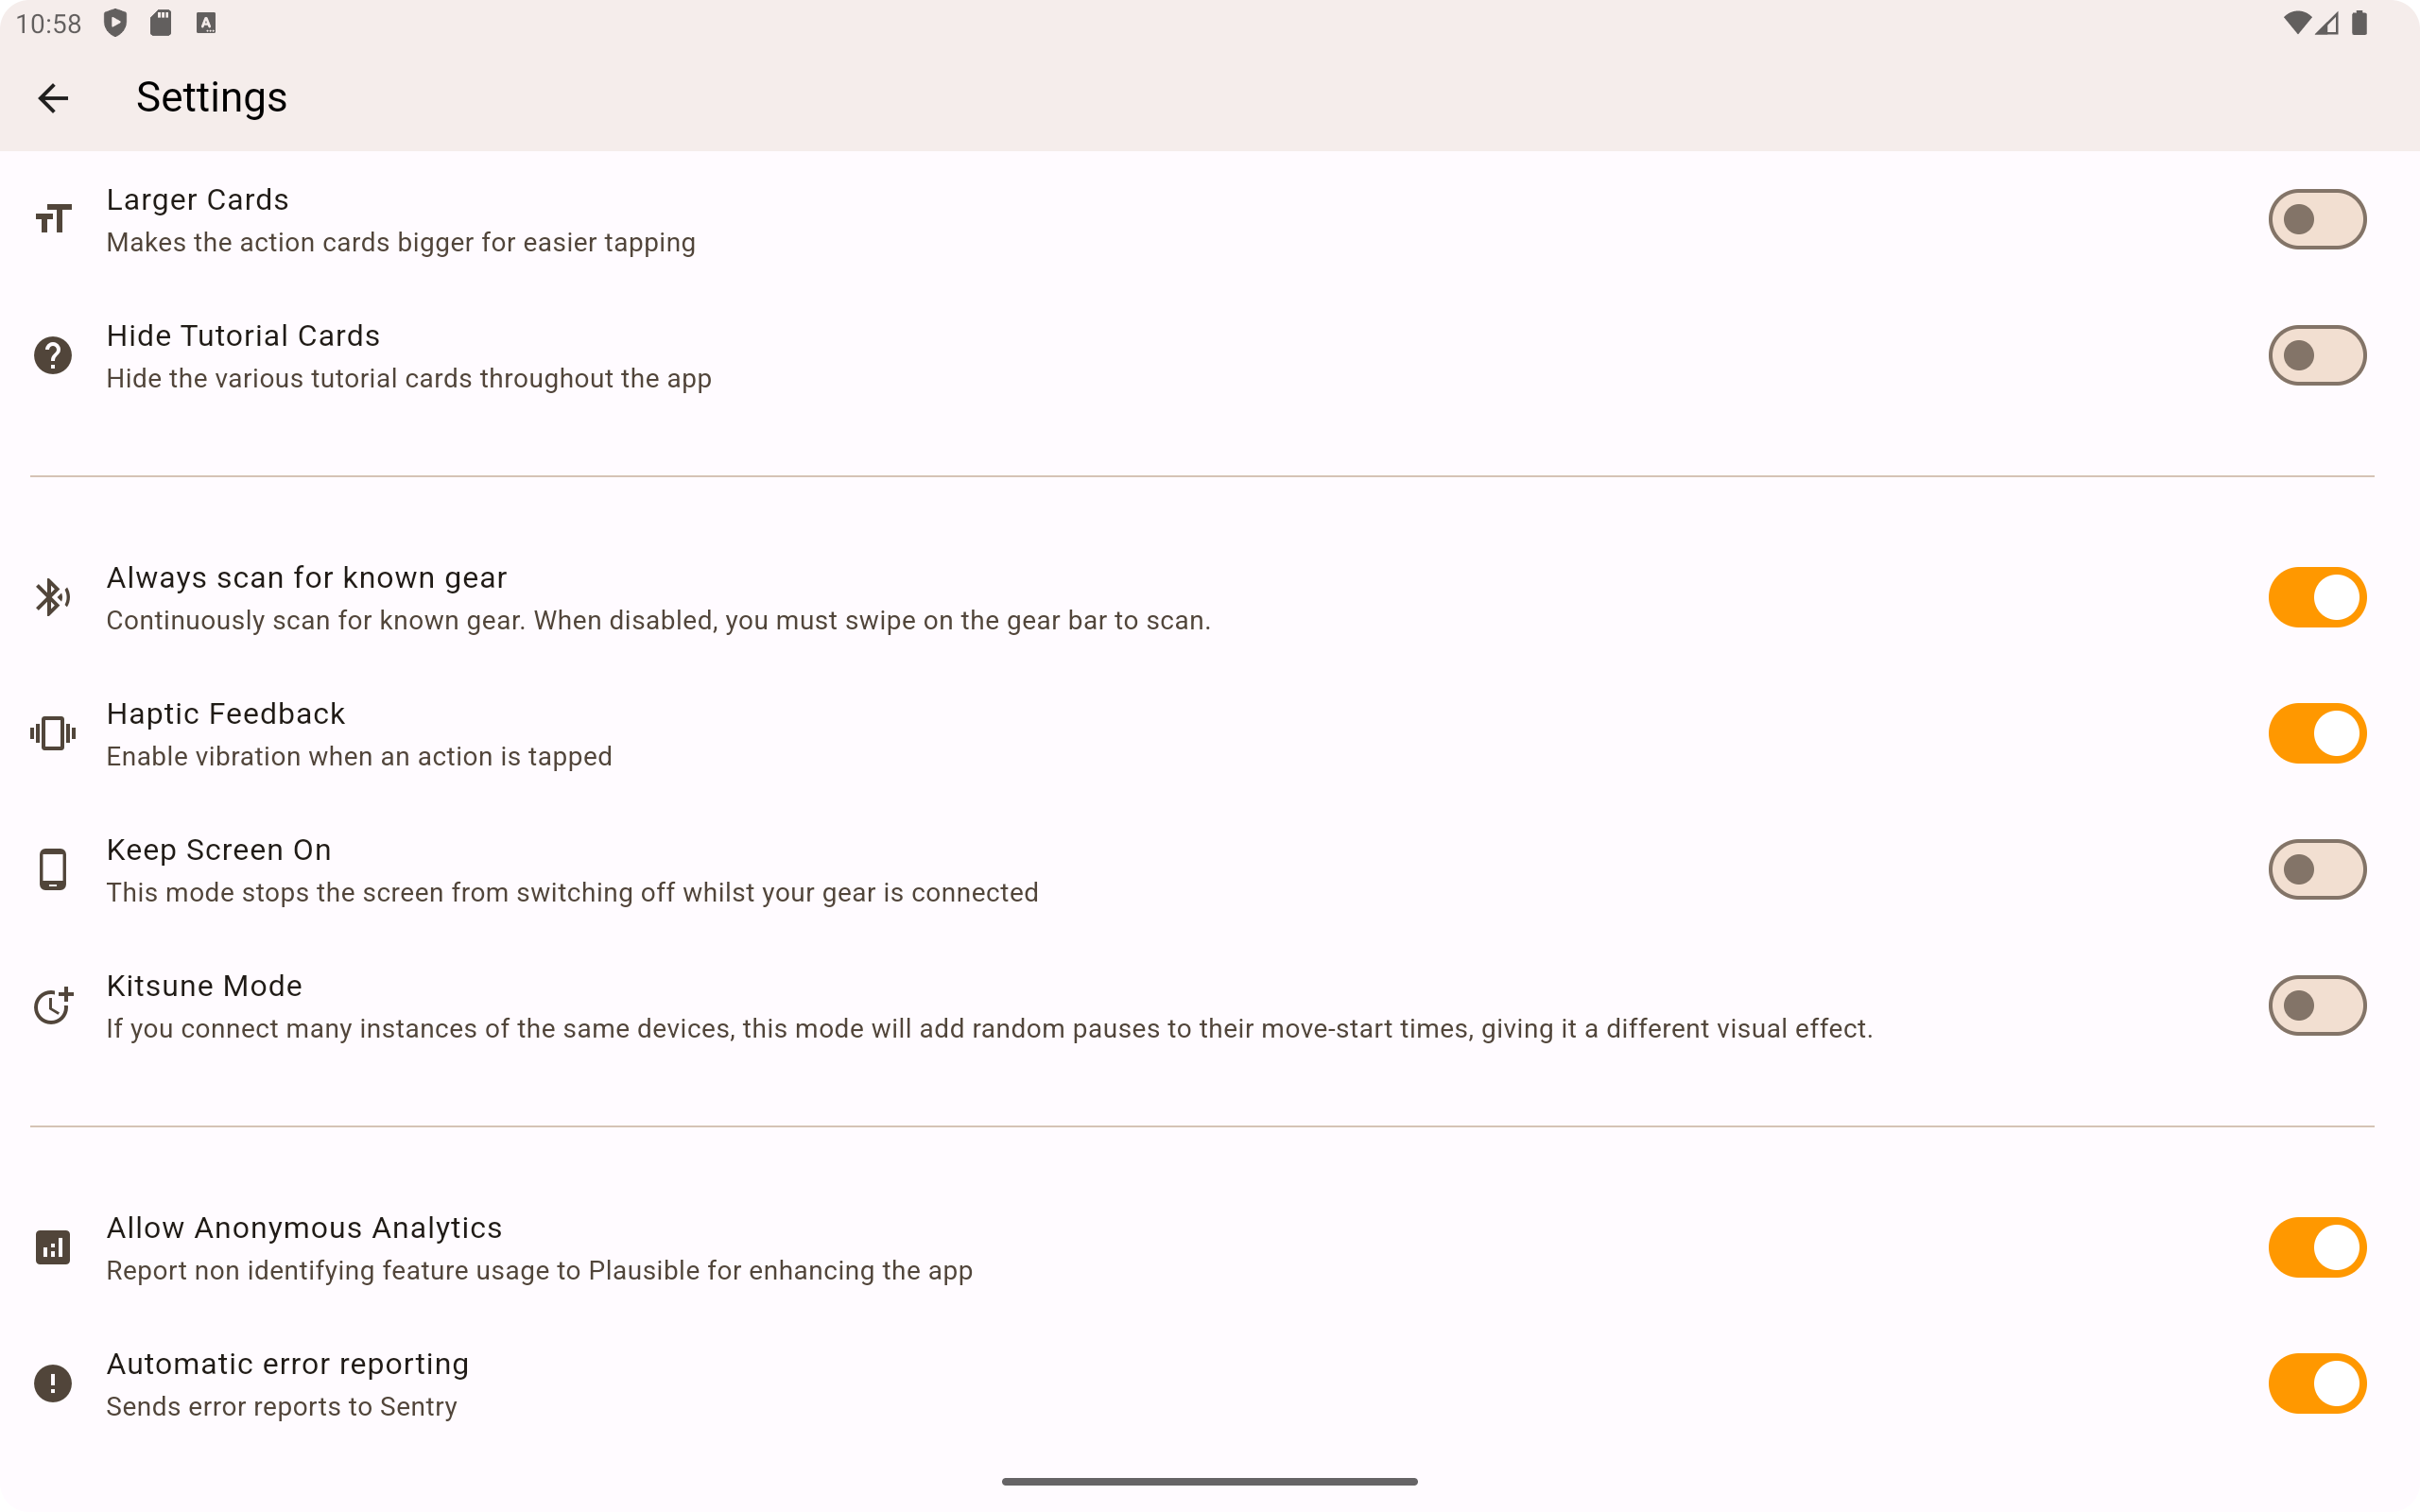 10:58
Settings
Larger Cards
Makes the action cards bigger for easier tapping
Hide Tutorial Cards
Hide the various tutorial cards throughout the app
Always scan for known gear
Continuously scan for known gear. When disabled, you must swipe on the gear bar to scan.
Haptic Feedback
Enable vibration when an action is tapped
Keep Screen On
This mode stops the screen from switching off whilst your gear is connected
Kitsune Mode
If you connect many instances of the same devices, this mode will add random pauses to their move-start times, giving it a different visual effect.
Allow Anonymous Analytics
Report non identifying feature usage to Plausible for enhancing the app
Automatic error reporting
Sends error reports to Sentry